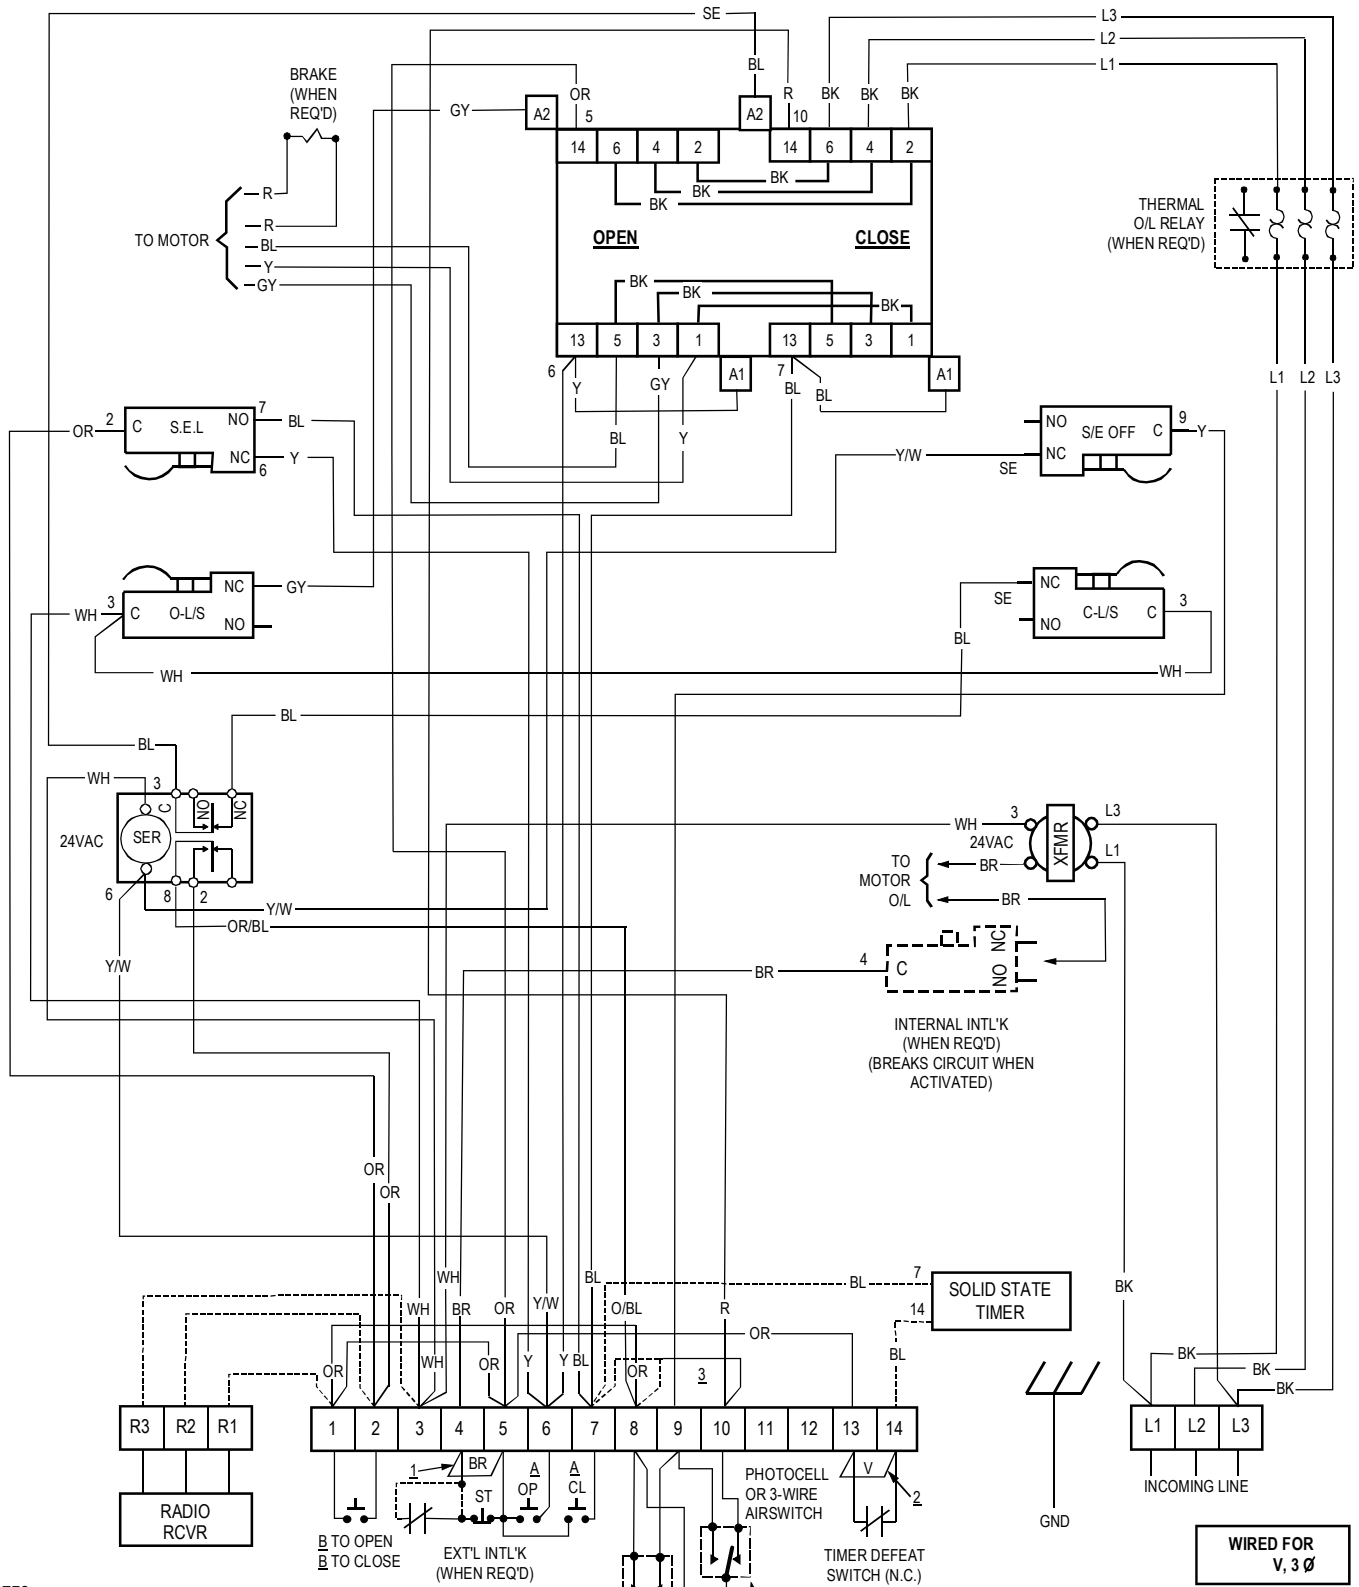 SE
L3
L2
L1
BRAKE
(WHEN
REQ'D)
BL
OR
R
BK
BK
BK
GY
A2
5
A2
10
14
6
4
2
14
6
4
2
BK
BK
BK
R
R
BL
Y
GY
TO MOTOR
OPEN
CLOSE
THERMAL
O/L RELAY
(WHEN REQ'D)
BK
BK
BK
13
5
3
1
13
5
3
1
6
Y
GY
A1
7
BL
BL
A1
L1
L2
L3
2
OR
C
S.E.L
NO
7
BL
NC
6
Y
BL
Y
NO
S/E OFF
C
9
Y
NC
SE
Y/W
3
WH
C
O-L/S
NC
GY
NO
NC
SE
C-L/S
C
3
NO
BL
WH
WH
BL
BL
WH
3
C
NO
NC
24VAC
SER
6
8
2
Y/W
OR/BL
Y/W
WH
3
24VAC
XFMR
L3
L1
TO
MOTOR
O/L
BR
BR
BR
4
C
NC
NO
INTERNAL INTL'K
(WHEN REQ'D)
(BREAKS CIRCUIT WHEN
ACTIVATED)
OR
OR
WH
WH
BR
OR
Y/W
BL
O/BL
R
BL
7
14
SOLID STATE
TIMER
BK
OR
WH
OR
Y
Y
BL
OR
3
OR
BL
BK
BK
BK
R3
R2
R1
1
2
3
4
5
6
7
8
9
10
11
12
13
14
L1
L2
L3
RADIO
RCVR
B TO OPEN
B TO CLOSE
1
BR
ST
A
OP
A
CL
EXT'L INTL'K
(WHEN REQ'D)
PHOTOCELL
OR 3-WIRE
AIRSWITCH
V
2
TIMER DEFEAT
SWITCH (N.C.)
GND
INCOMING LINE
WIRED FOR
V, 3 Ø